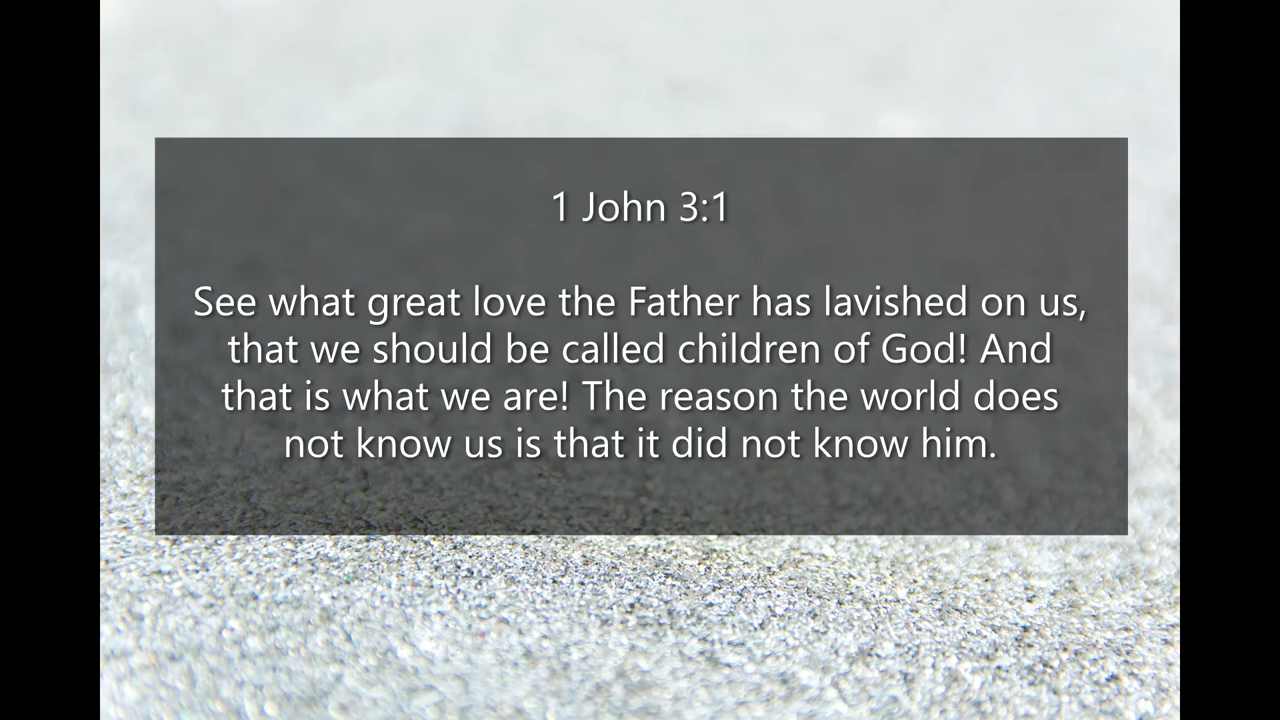 1 John 3:1
See what great love the Father has lavished on us,
that we should be called children of God! And
that is what we are! The reason the world does
not know us is that it did not know him.